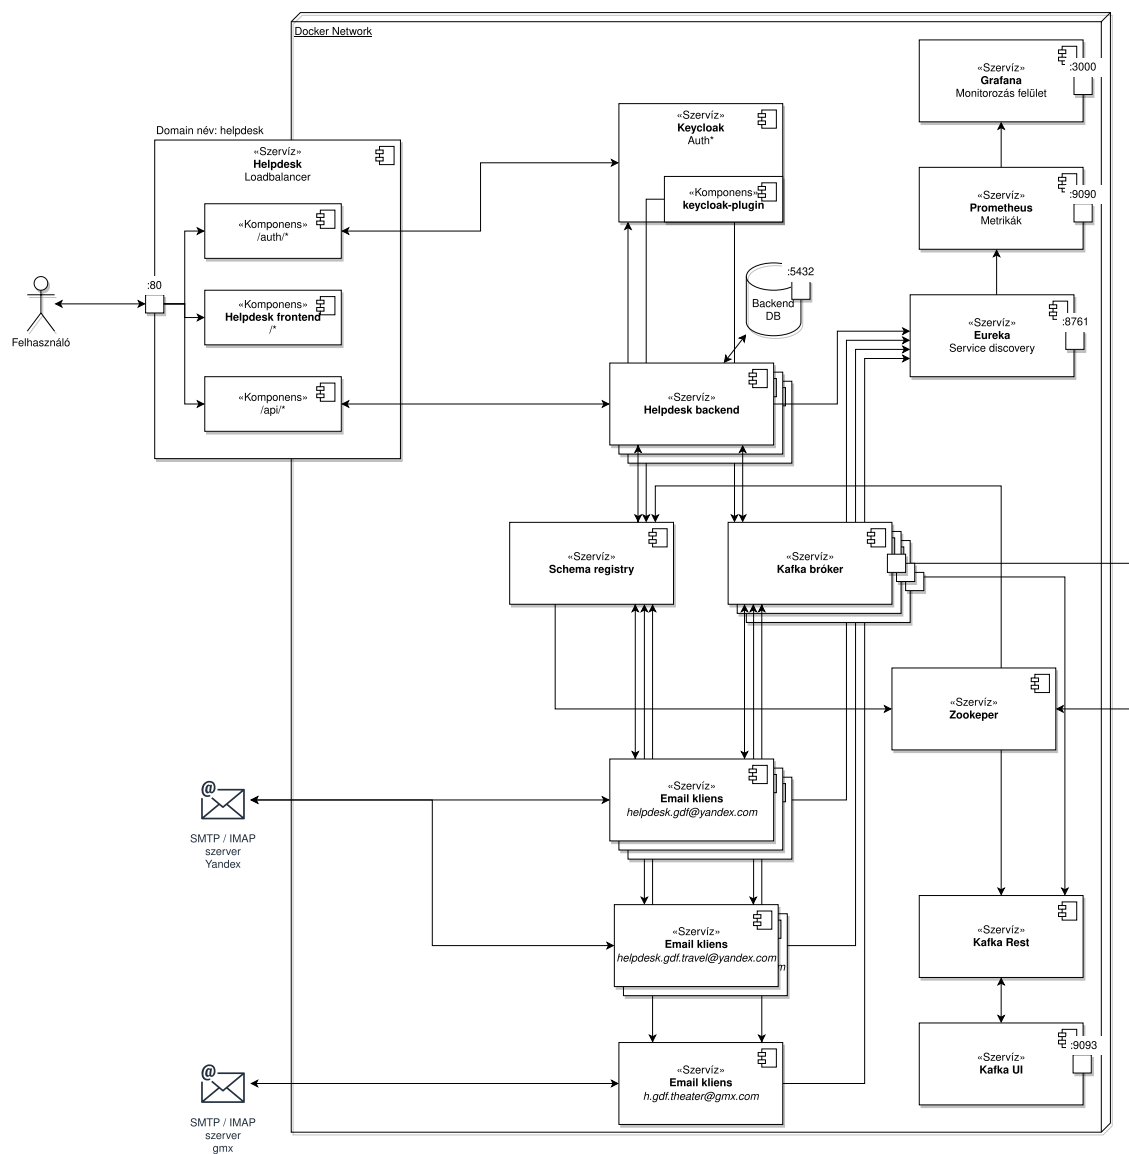 Docker Network
«Szervíz»
Grafana
Monitorozás felület
:3000
«Szervíz»
Keycloak
Auth*
«Komponens»
keycloak-plugin
Domain név: helpdesk
«Szervíz»
Helpdesk
Loadbalancer
«Komponens»
/auth/*
«Szervíz»
Prometheus
Metrikák
:9090
:80
«Komponens»
Helpdesk frontend
/*
Felhasználó
:5432
Backend
DB
«Szervíz»
Eureka
Service discovery
:8761
«Komponens»
/api/*
«Szervíz»
Helpdesk backend
«Szervíz»
Schema registry
«Szervíz»
Kafka bróker
«Szervíz»
Zookeper
«Szervíz»
Email kliens
helpdesk.gdf@yandex.com
SMTP / IMAP
szerver
Yandex
«Szervíz»
Email kliens
helpdesk.gdf.travel@yandex.com
m
«Szervíz»
Kafka Rest
«Szervíz»
Email kliens
h.gdf.theater@gmx.com
«Szervíz»
Kafka UI
:9093
SMTP / IMAP
szerver
gmx